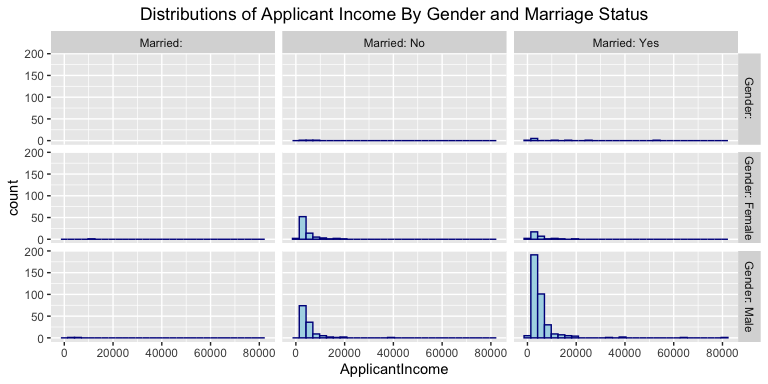 Distributions of Applicant Income By Gender and Marriage Status
Married:
Married: No
Married: Yes
200
150
100
50
0
Gender:
200
150
100
50
0
Gender: Female
200
150
100
50
0
Gender: Male
count
0 20000 40000 60000 80000
0 20000 40000 60000 80000
0 20000 40000 60000 80000
ApplicantIncome